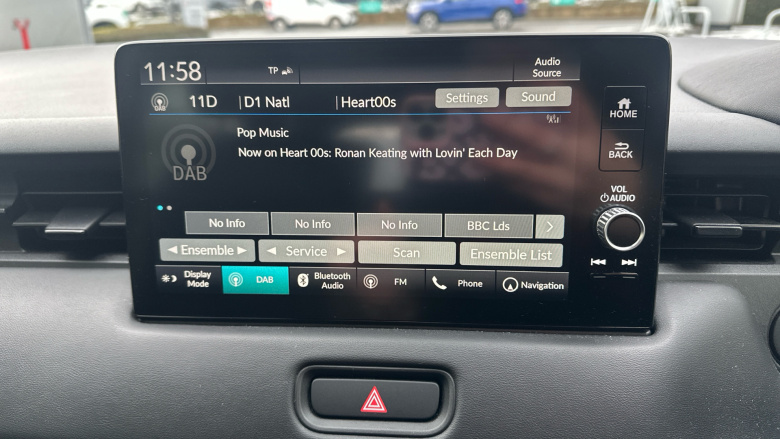 11:58
TP
Audio
Source
DAB
11D
D1 Natl
Heart00s
Settings
Sound
HOME
Pop Music
Now on Heart 00s: Ronan Keating with Lovin' Each Day
DAB
BACK
VOL
AUDIO
No Info
No Info
No Info
BBC Lds
Ensemble
Service
Scan
Ensemble List
Display
Mode
DAB
Bluetooth
Audio
FM
Phone
Navigation